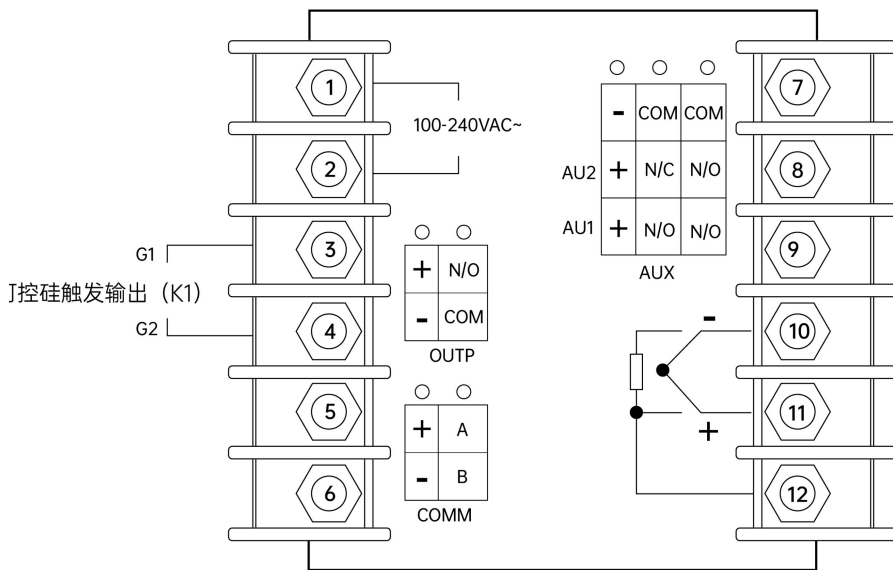 1
7
100-240VAC~
- COM COM
2
AU2 + N/C N/O
8
AU1 + N/O N/O
AUX
G1
3
+ N/O
9
控硅触发输出（K1）
- COM
G2
4
OUTP
-
10
5
+ A
+
11
- B
6
COMM
12